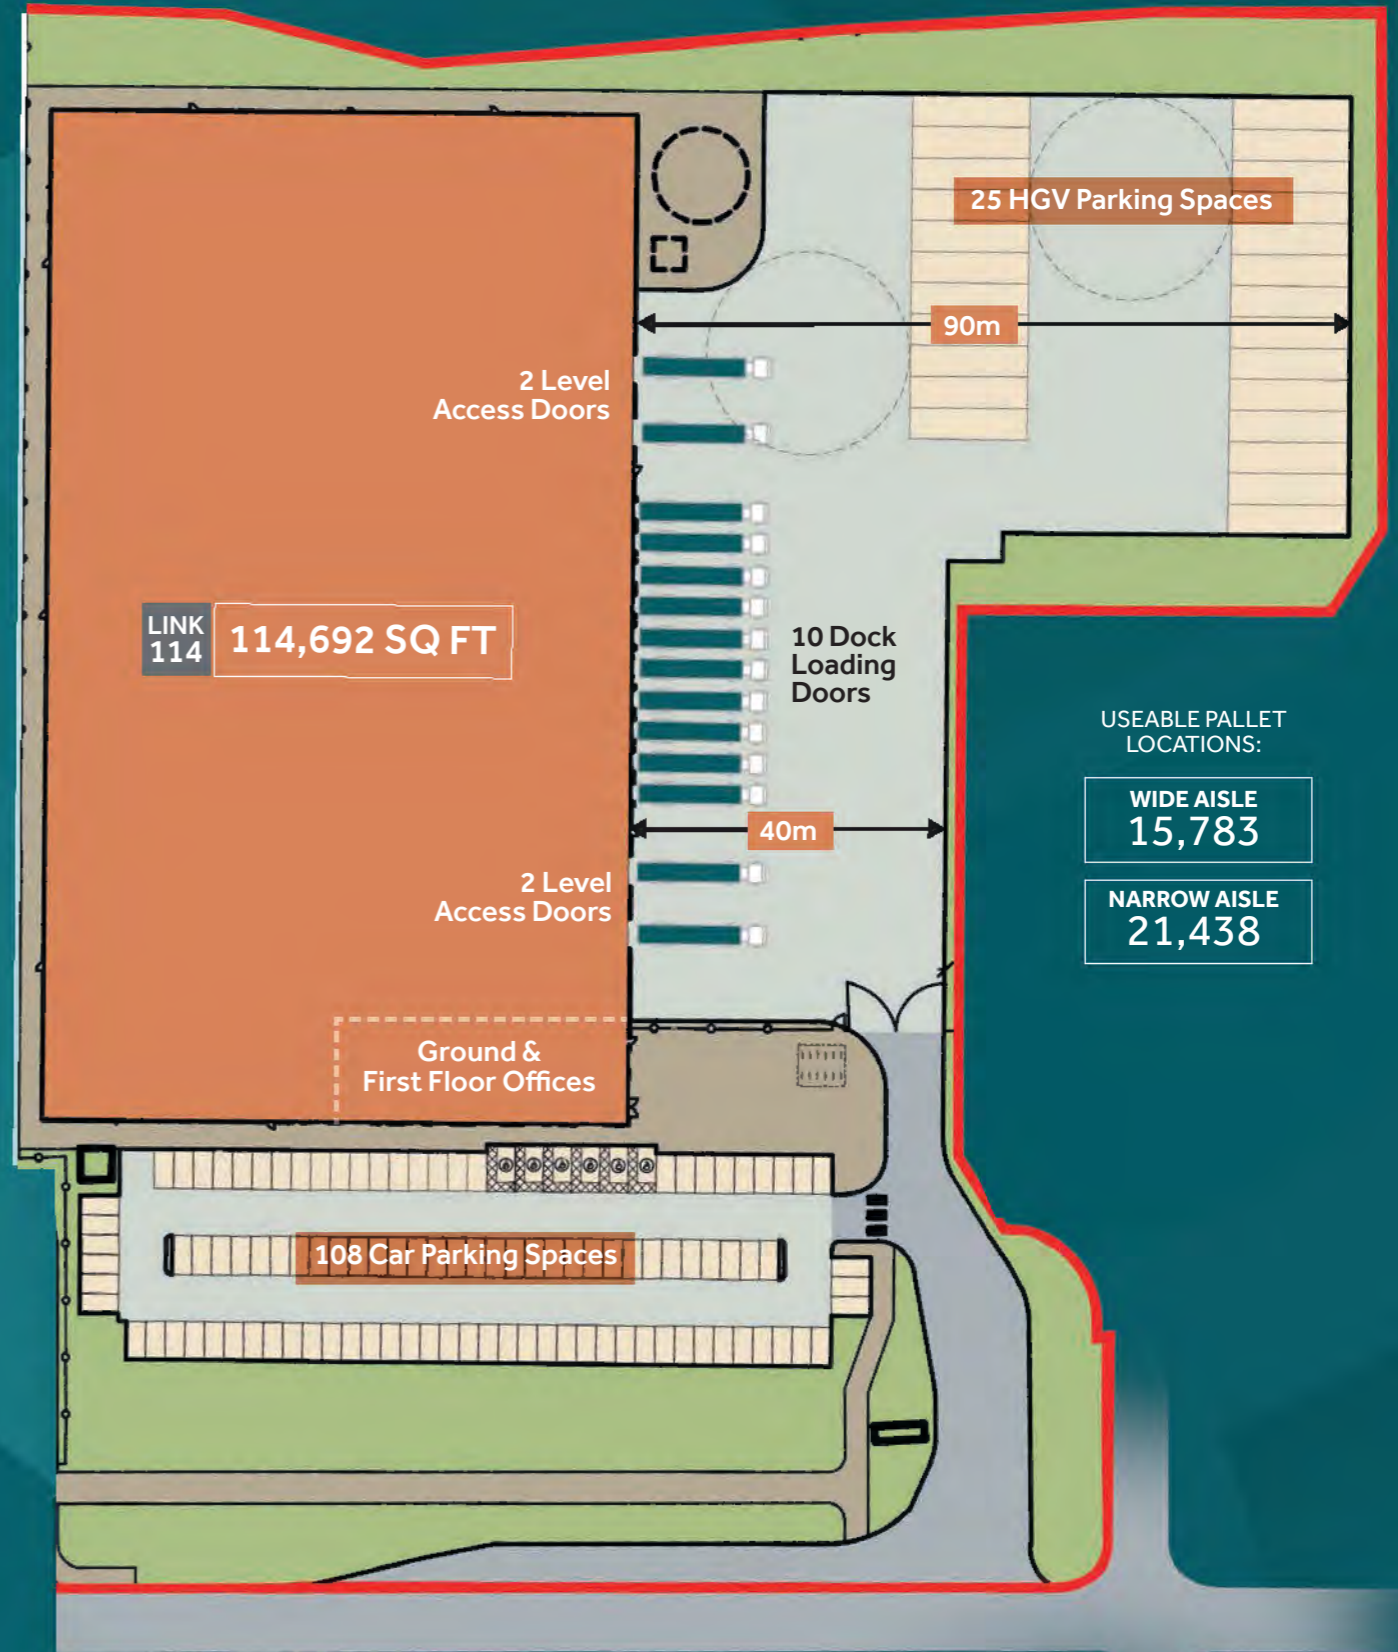 25 HGV Parking Spaces
90m
2 Level
Access Doors
LINK
114
114,692 SQ FT
10 Dock
Loading
Doors
USEABLE PALLET
LOCATIONS:
WIDE AISLE
15,783
NARROW AISLE
21,438
40m
2 Level
Access Doors
Ground &
First Floor Offices
108 Car Parking Spaces